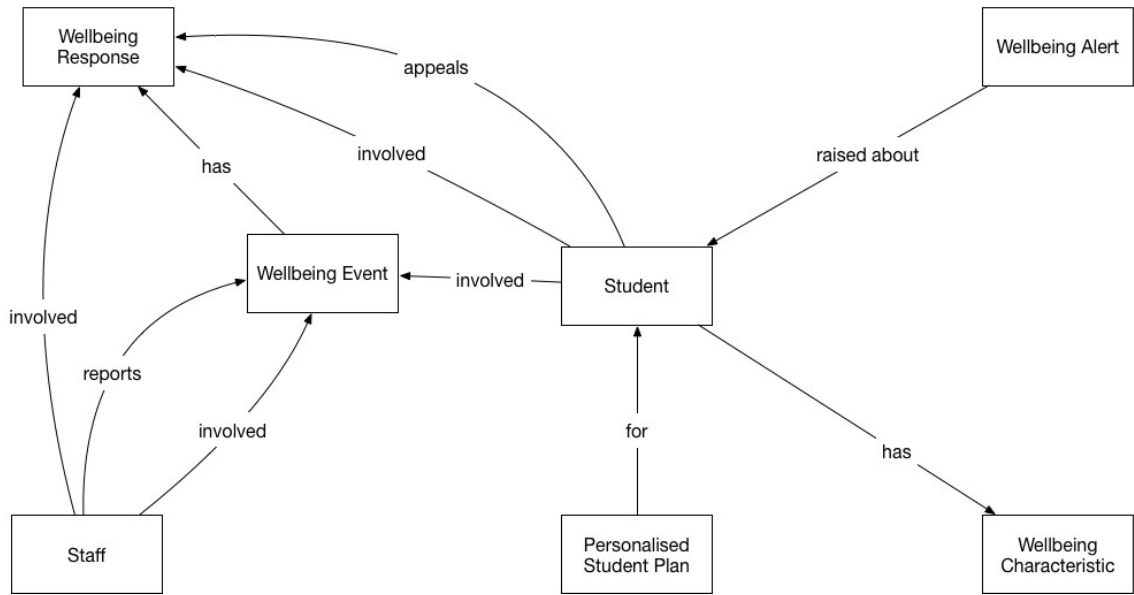 Wellbeing
Response
Wellbeing Alert
appeals
involved
raised about
has
Wellbeing Event
involved
Student
involved
reports
involved
for
has
Staff
Personalised
Student Plan
Wellbeing
Characteristic